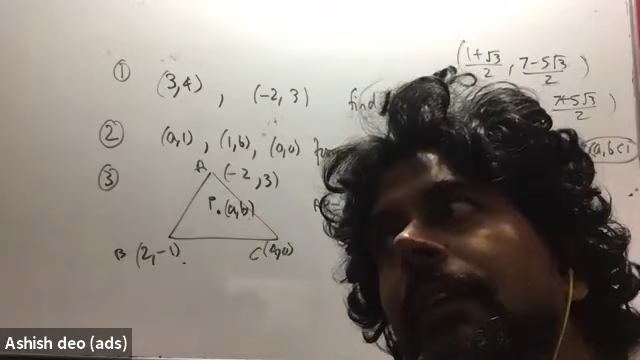 ① (3,4) , (-2,3) find
(1+√3/2, 7-5√3/2)
7+5√3/2)
② (a,1), (1,b), (0,0)
a,b<1
③ A (-2,3)
P.(a,b)
B (2,-1)
Ashish deo (ads)